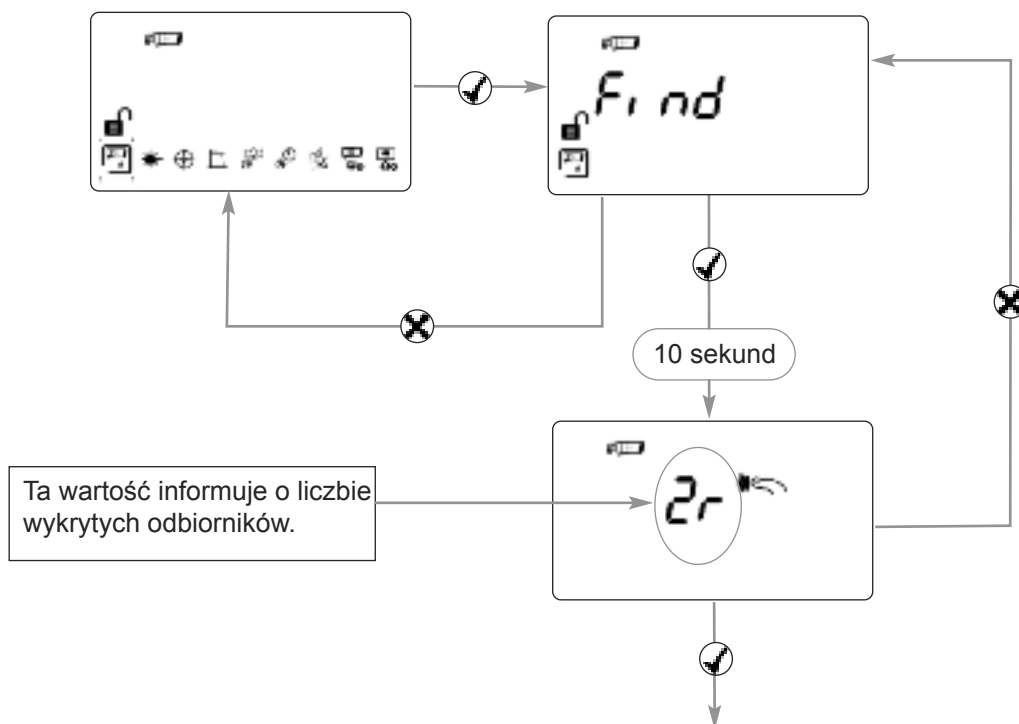 Find
10 sekund
2r
Ta wartość informuje o liczbie
wykrytych odbiorników.